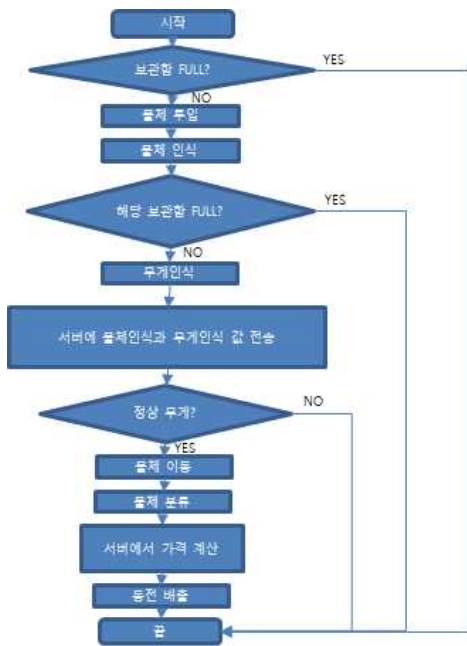 시작
보관함 FULL?
YES
NO
물체 투입
물체 인식
해당 보관함 FULL?
YES
NO
무게인식
서버에 물체인식과 무게인식 값 전송
정상 무게?
NO
YES
물체 이동
물체 분류
서버에서 가격 계산
동전 배출
끝